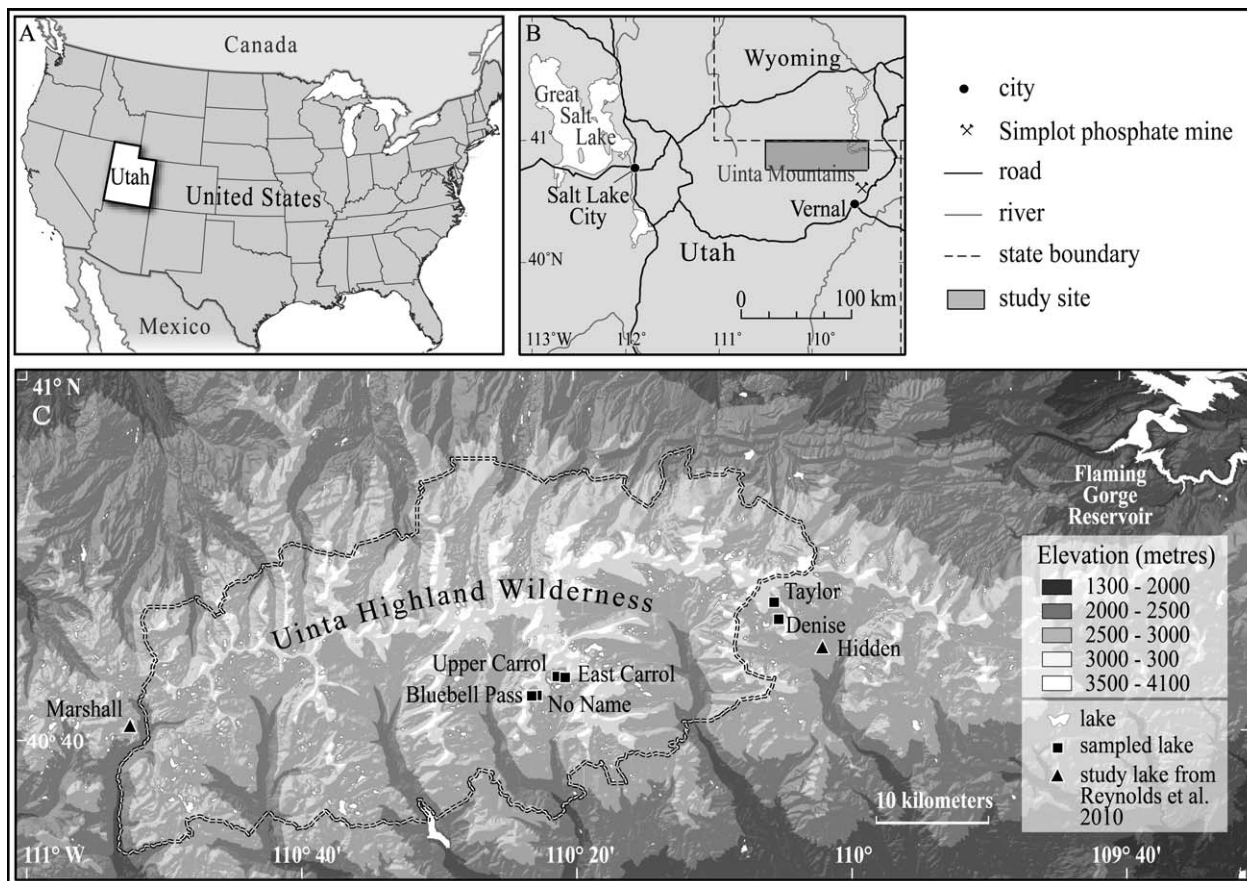 A
Canada
Utah
United States
Mexico
B
Wyoming
Great
Salt
Lake
41°
Uinta Mountains
Salt Lake
City
Vernal
Utah
40°N
0 100 km
113°W 112° 111° 110°
city
Simplot phosphate mine
road
river
state boundary
study site
41° N
C
Flaming
Gorge
Reservoir
Elevation (metres)
1300 - 2000
2000 - 2500
2500 - 3000
3000 - 300
3500 - 4100
lake
sampled lake
study lake from
Reynolds et al.
2010
Uinta Highland Wilderness
Taylor
Denise
Hidden
Upper Carrol
East Carrol
Bluebell Pass
No Name
Marshall
40° 40'
10 kilometers
111° W
110° 40'
110° 20'
110°
109° 40'